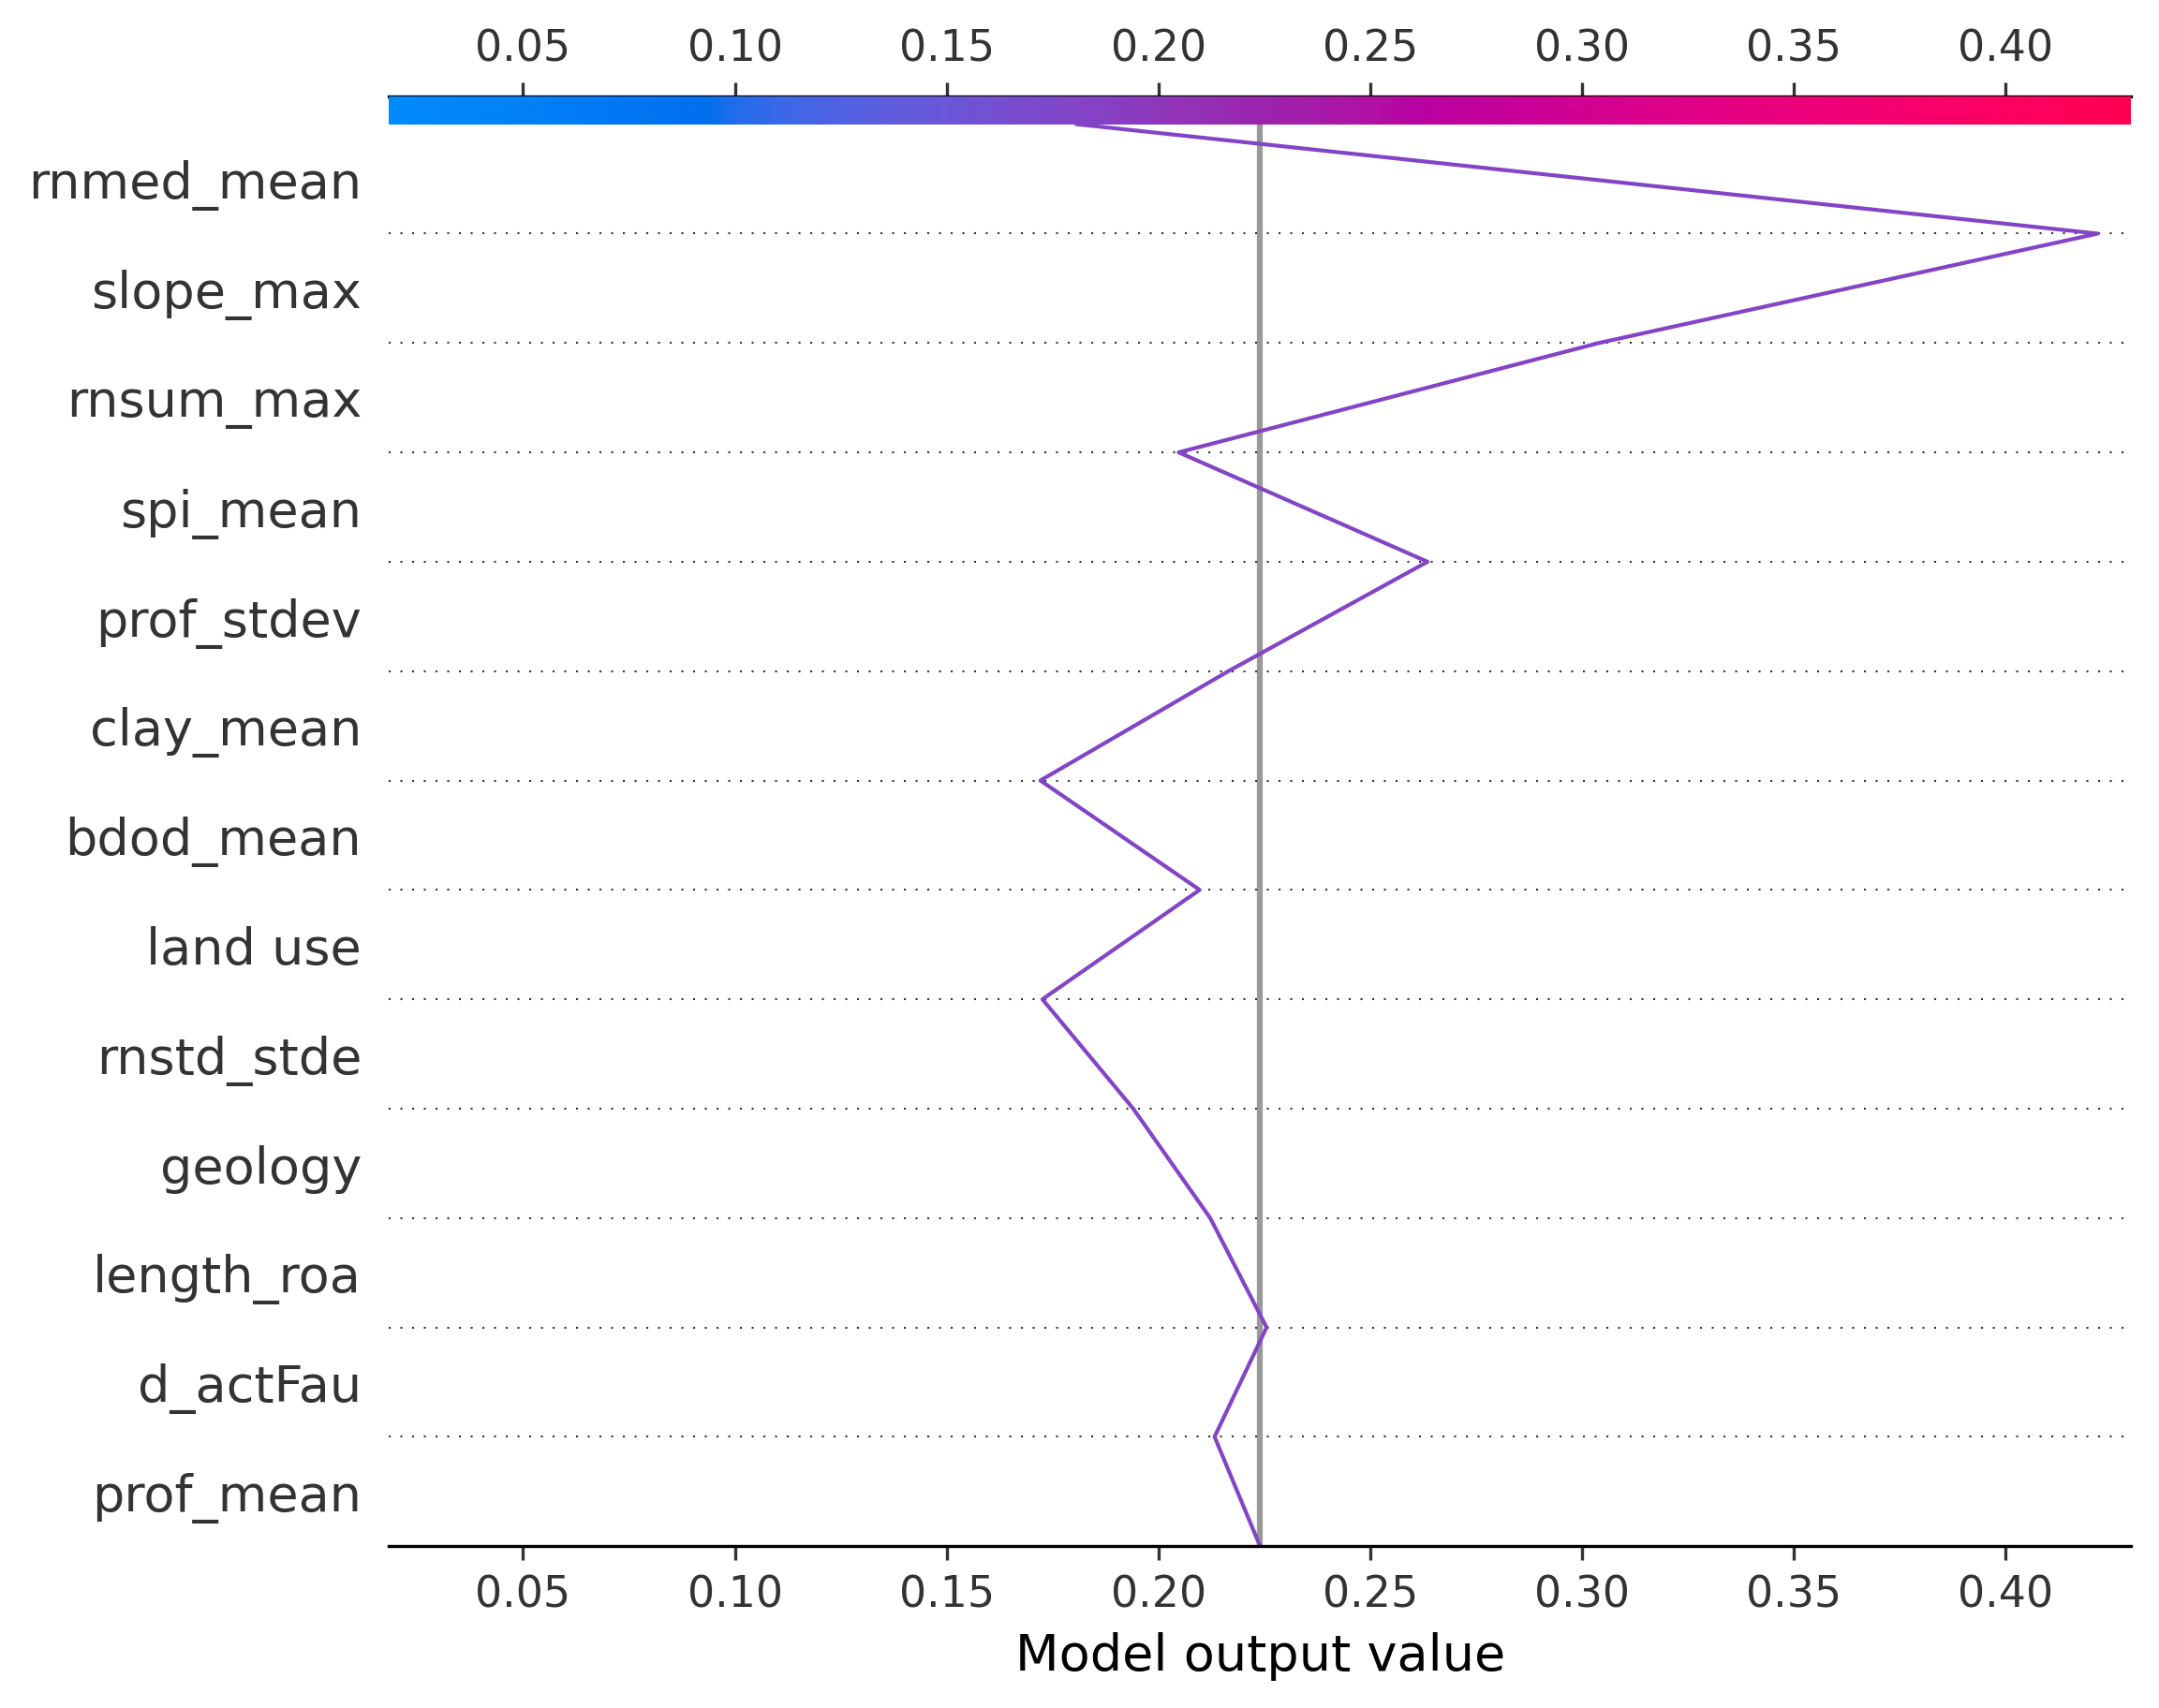 0.05 0.10 0.15 0.20 0.25 0.30 0.35 0.40
rnmed_mean
slope_max
rnsum_max
spi_mean
prof_stdev
clay_mean
bdod_mean
land use
rnstd_stde
geology
length_roa
d_actFau
prof_mean
0.05 0.10 0.15 0.20 0.25 0.30 0.35 0.40
Model output value